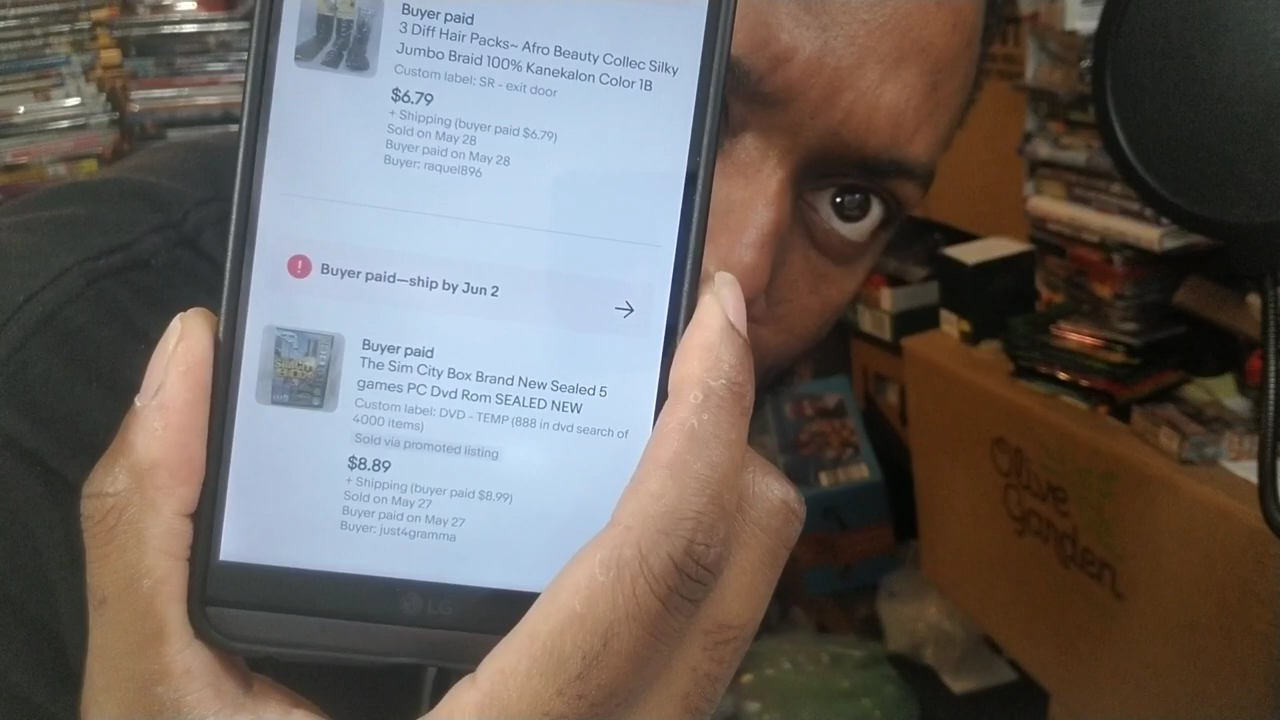 Buyer paid
3 Diff Hair Packs~ Afro Beauty Collec Silky
Jumbo Braid 100% Kanekalon Color 1B
Custom label: SR - exit door
$6.79
+ Shipping (buyer paid $6.79)
Sold on May 28
Buyer paid on May 28
Buyer: raquel896
! Buyer paid—ship by Jun 2
Buyer paid
The Sim City Box Brand New Sealed 5
games PC Dvd Rom SEALED NEW
Custom label: DVD - TEMP (888 in dvd search of
4000 items)
Sold via promoted listing
$8.89
+ Shipping (buyer paid $8.99)
Sold on May 27
Buyer paid on May 27
Buyer: just4gramma
LG
Olive
Garden